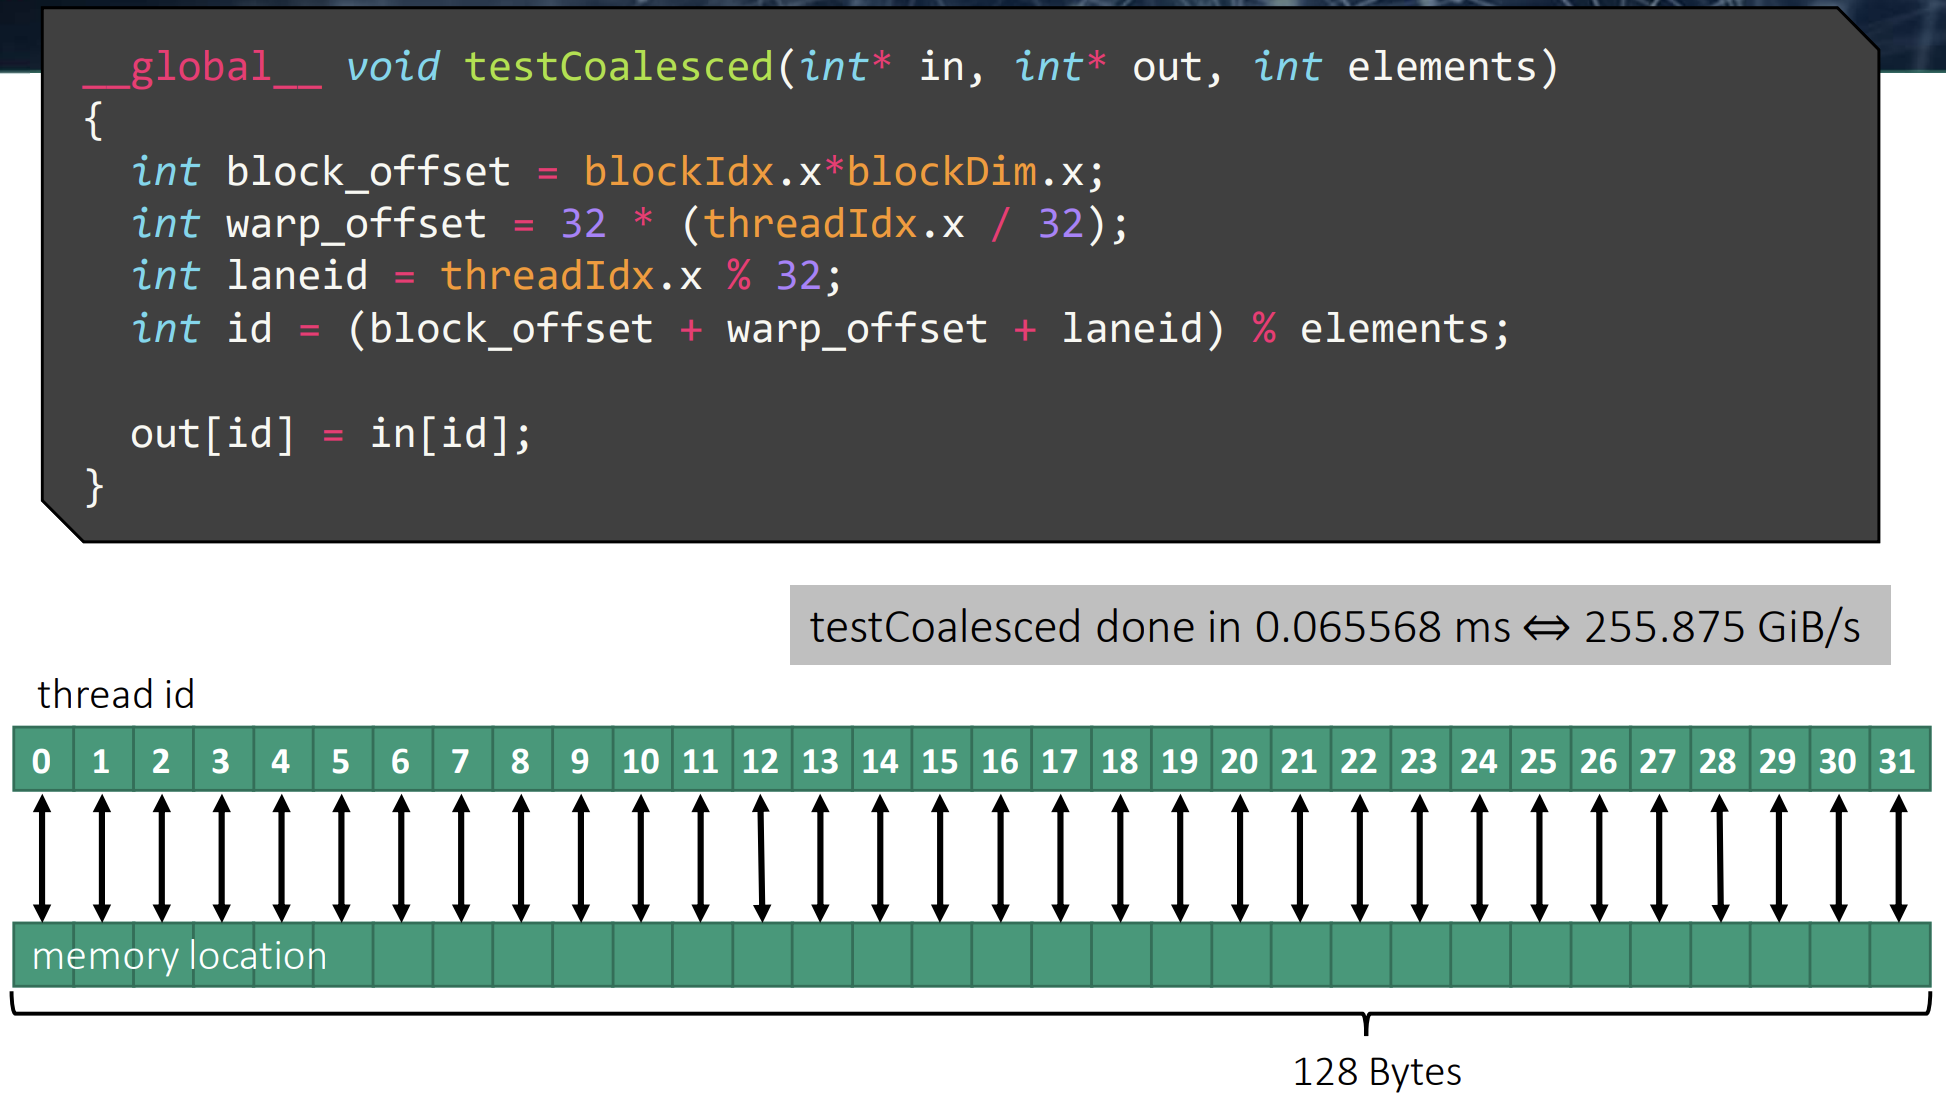 __global__ void testCoalesced(int* in, int* out, int elements)
{
  int block_offset = blockIdx.x*blockDim.x;
  int warp_offset = 32 * (threadIdx.x / 32);
  int laneid = threadIdx.x % 32;
  int id = (block_offset + warp_offset + laneid) % elements;
  out[id] = in[id];
}
testCoalesced done in 0.065568 ms ⇔ 255.875 GiB/s
thread id
0 1 2 3 4 5 6 7 8 9 10 11 12 13 14 15 16 17 18 19 20 21 22 23 24 25 26 27 28 29 30 31
memory location
128 Bytes